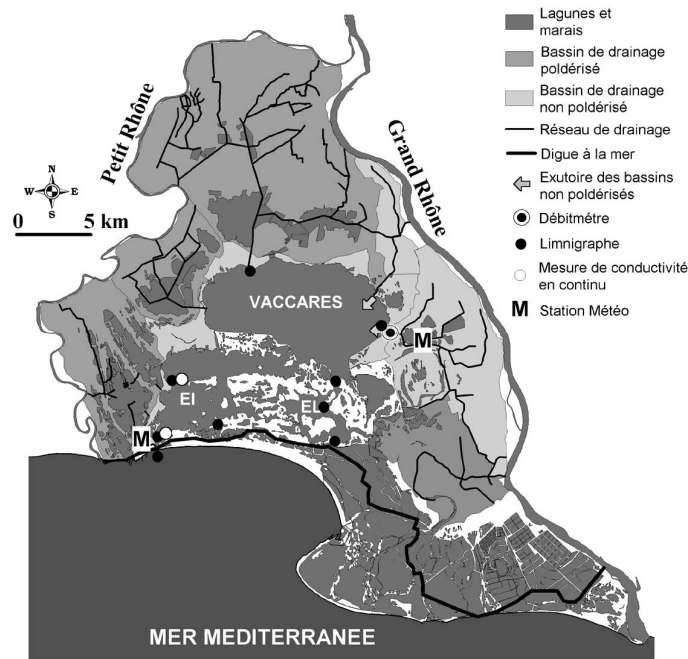 Lagunes et
marais
Bassin de drainage
poldérisé
Bassin de drainage
non poldérisé
Réseau de drainage
Digue à la mer
Exutoire des bassins
non poldérisés
Débitmétre
Limnigraphe
Mesure de conductivité
en continu
M Station Météo
Petit Rhône
Grand Rhône
N
W E
S
0 5 km
VACCARES
M
EI
EL
M
MER MEDITERRANEE